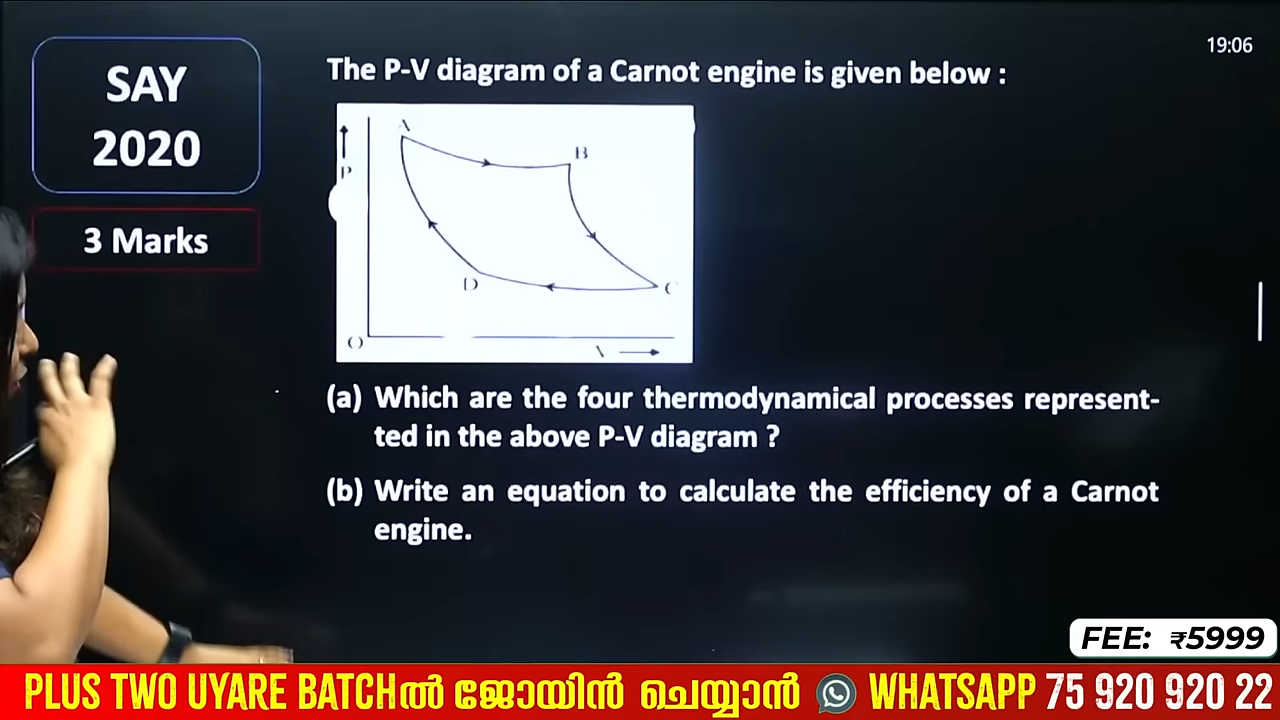 19:06
SAY
2020
3 Marks
The P-V diagram of a Carnot engine is given below :
A
B
P
D
C
O
V
(a) Which are the four thermodynamical processes represent-
ted in the above P-V diagram ?
(b) Write an equation to calculate the efficiency of a Carnot
engine.
FEE: ₹5999
PLUS TWO UYARE BATCHൽ ജോയിൻ ചെയ്യാൻ WHATSAPP 75 920 920 22